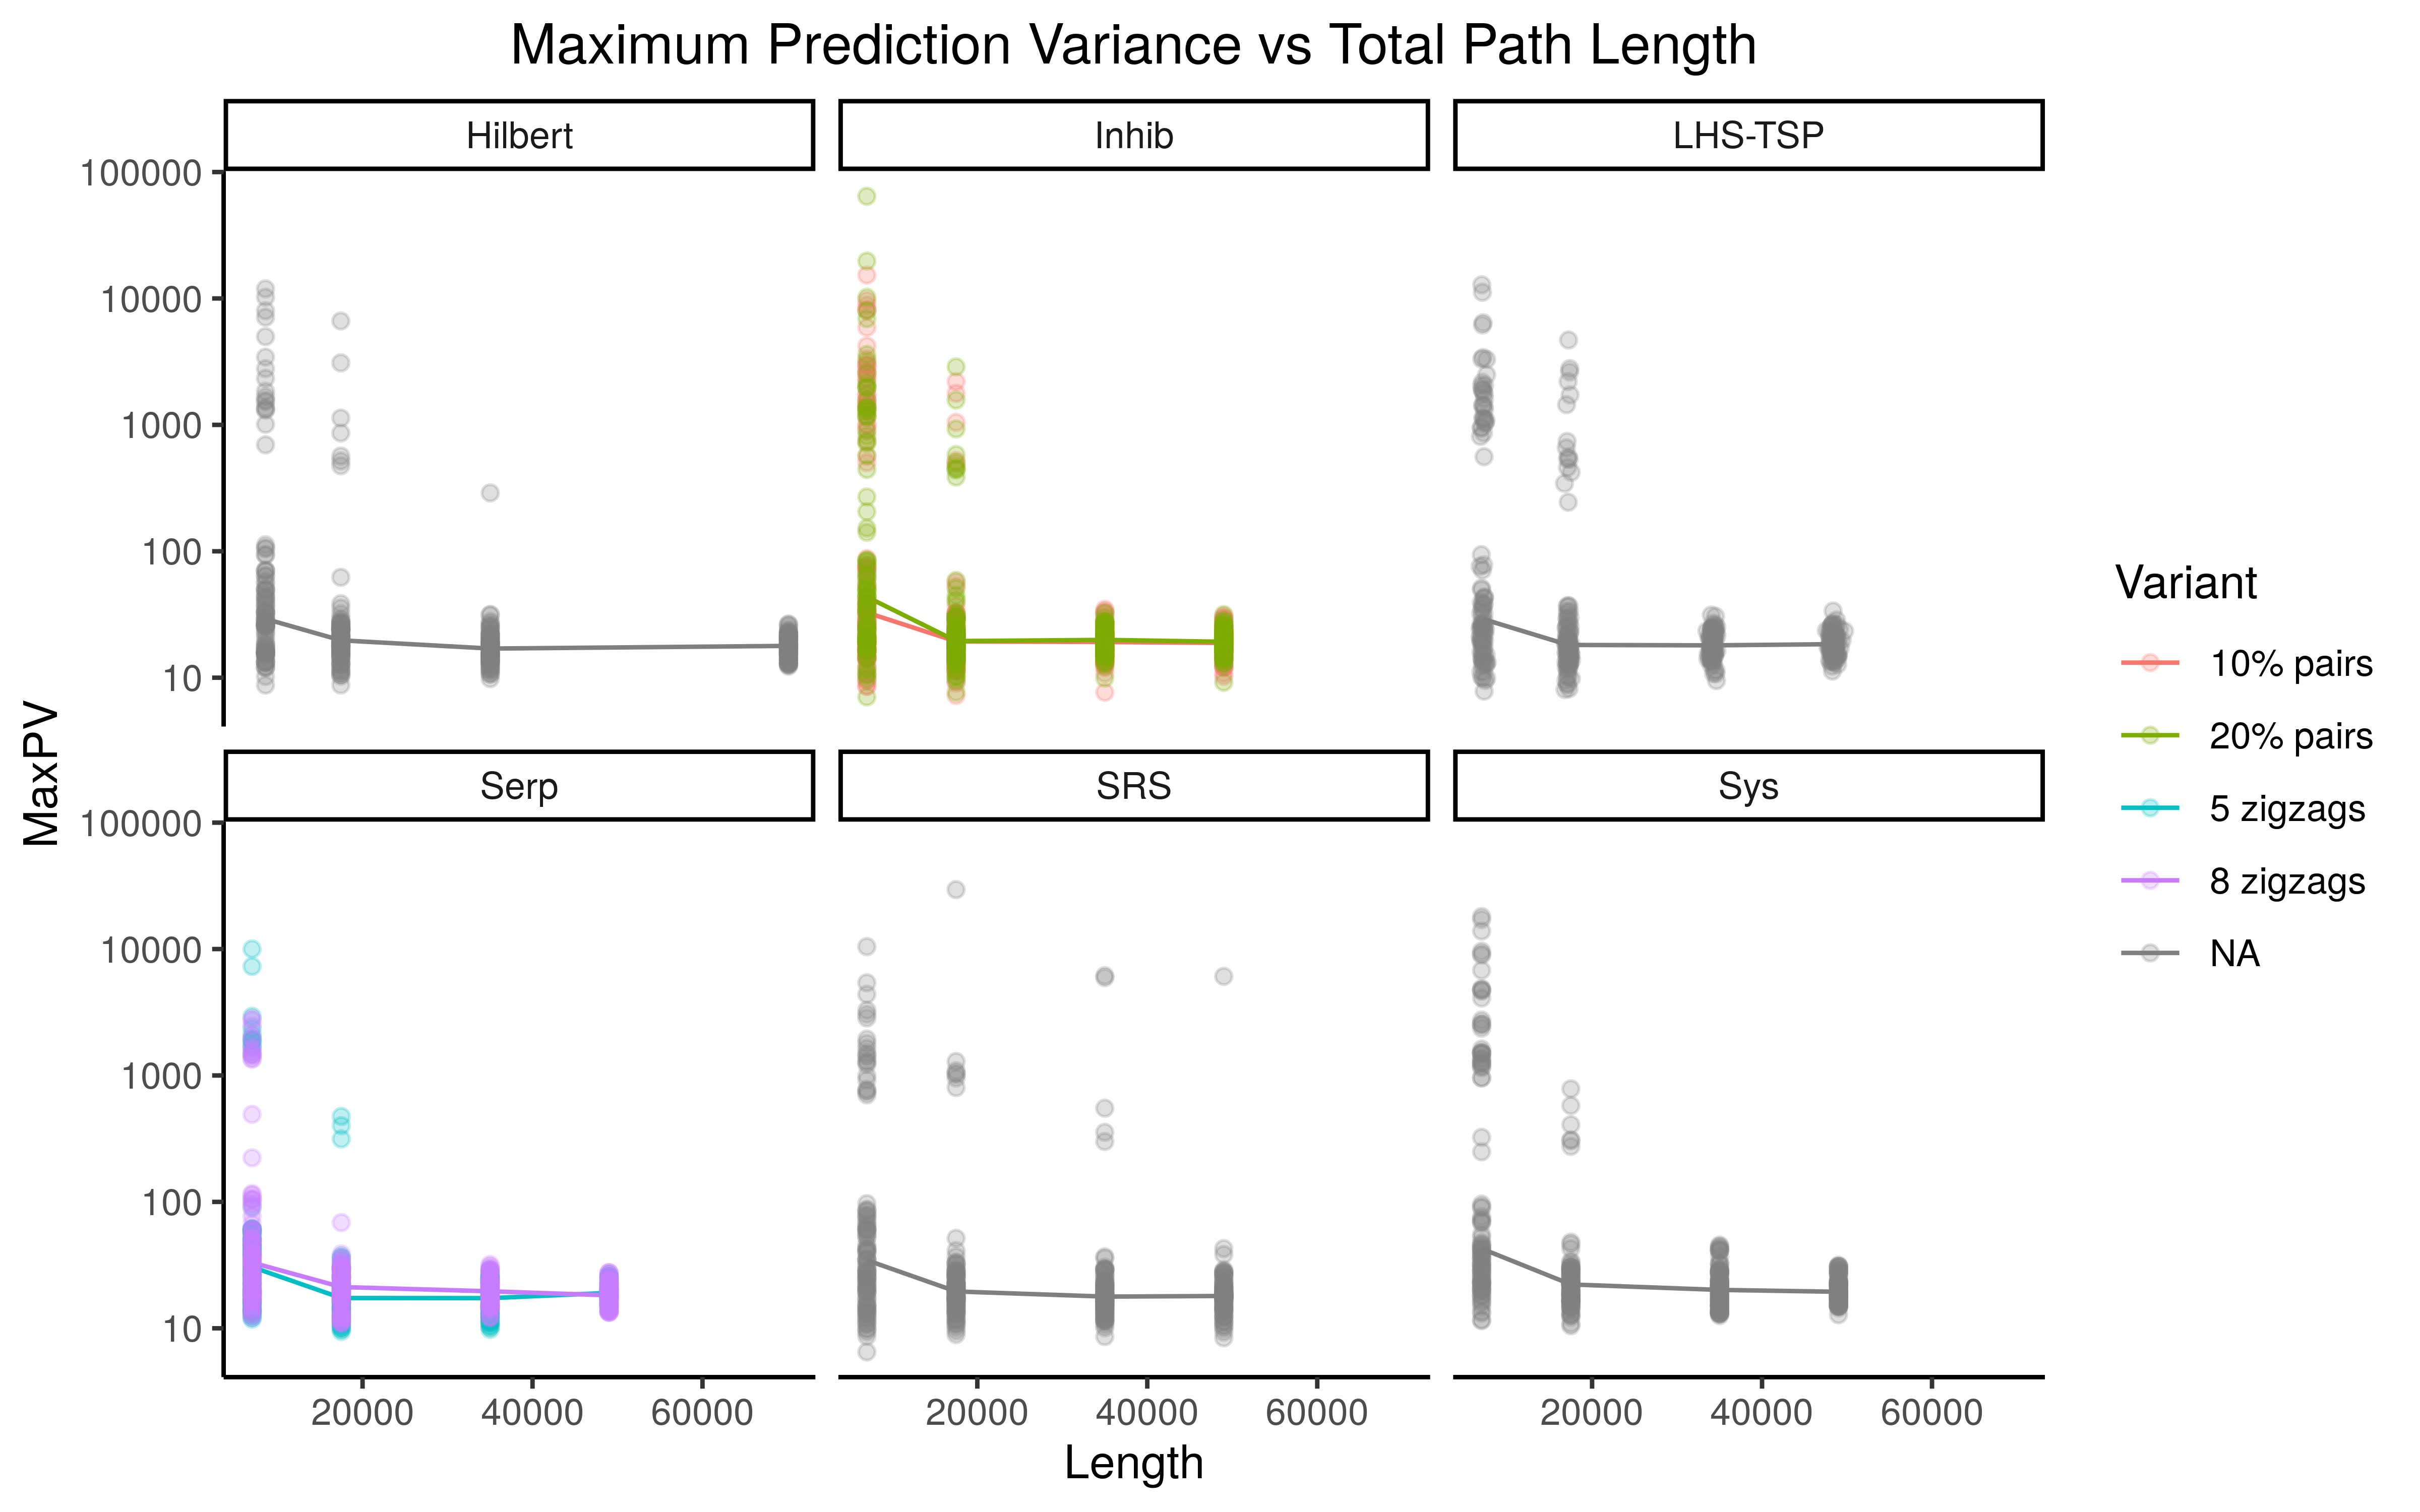 Maximum Prediction Variance vs Total Path Length
Hilbert
Inhib
LHS-TSP
100000
10000
1000
100
10
Serp
SRS
Sys
100000
10000
1000
100
10
20000 40000 60000
20000 40000 60000
20000 40000 60000
Length
MaxPV
Variant
10% pairs
20% pairs
5 zigzags
8 zigzags
NA